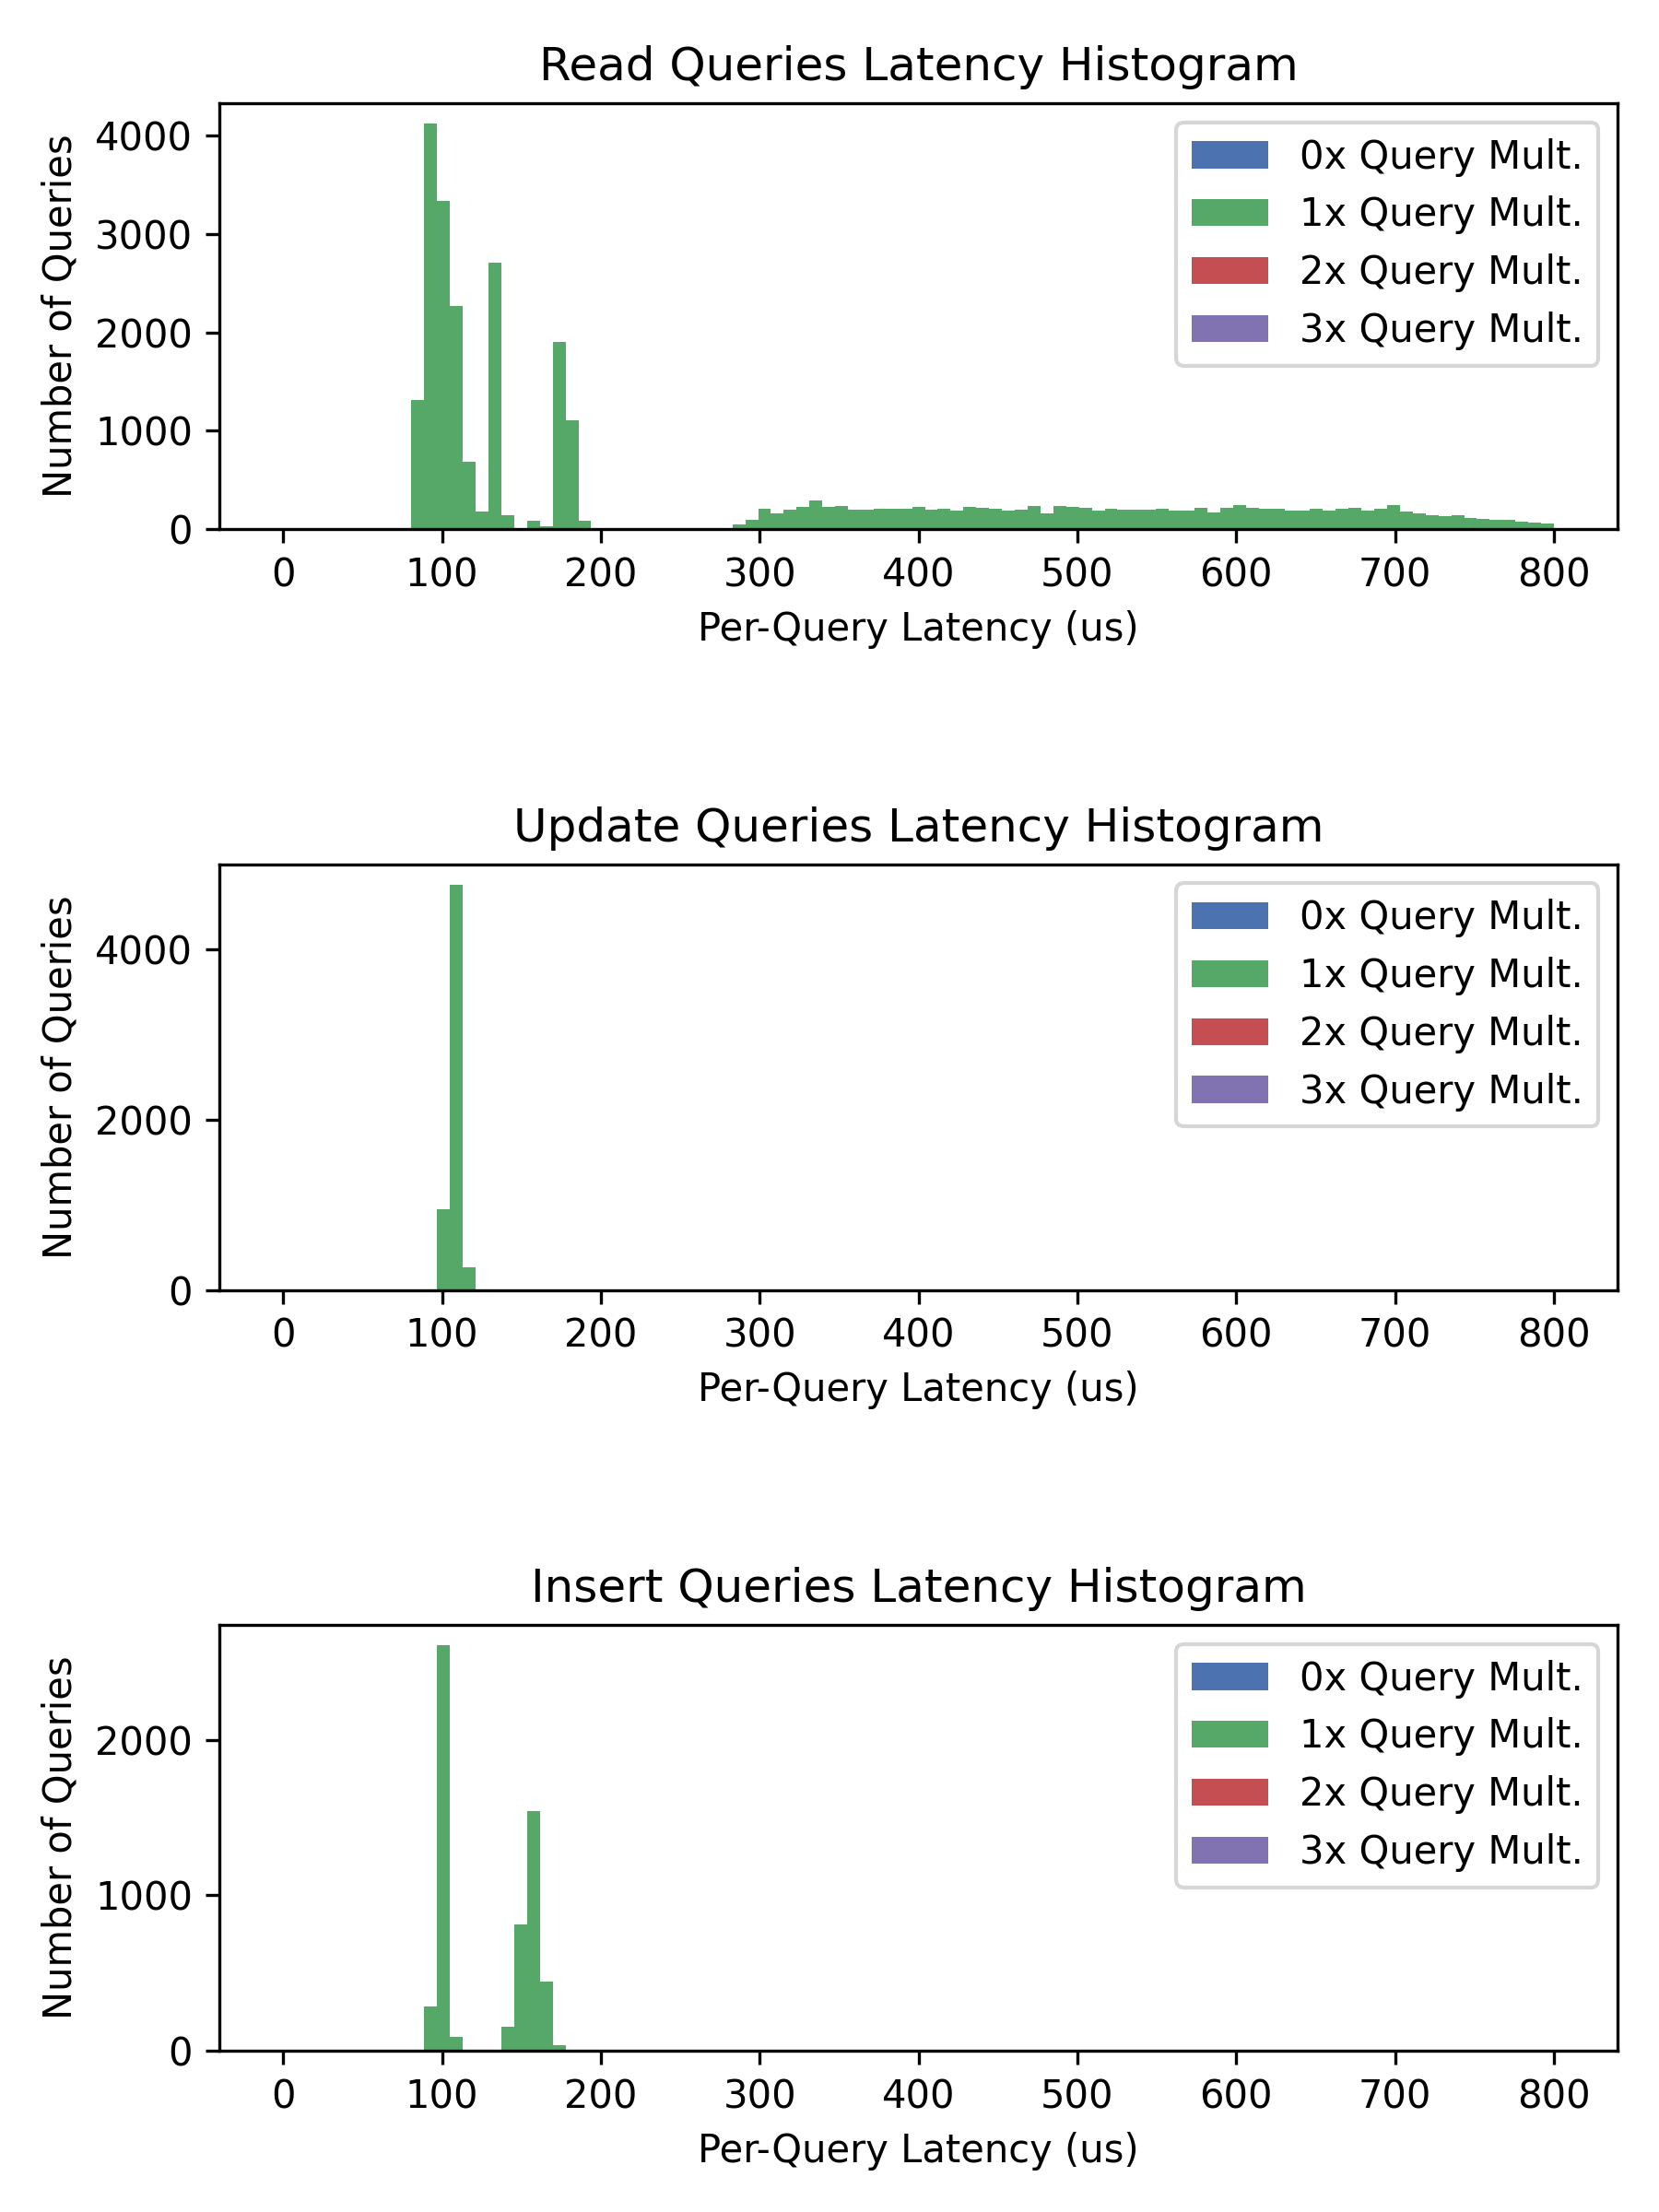 Read Queries Latency Histogram
Number of Queries
4000
3000
2000
1000
0
0x Query Mult.
1x Query Mult.
2x Query Mult.
3x Query Mult.
0 100 200 300 400 500 600 700 800
Per-Query Latency (us)
Update Queries Latency Histogram
Number of Queries
4000
2000
0
0x Query Mult.
1x Query Mult.
2x Query Mult.
3x Query Mult.
0 100 200 300 400 500 600 700 800
Per-Query Latency (us)
Insert Queries Latency Histogram
Number of Queries
2000
1000
0
0x Query Mult.
1x Query Mult.
2x Query Mult.
3x Query Mult.
0 100 200 300 400 500 600 700 800
Per-Query Latency (us)